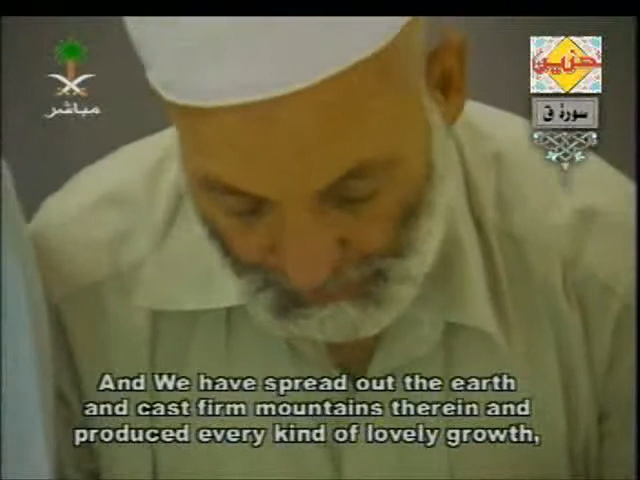 مباشر
حزين
سورة ق
And We have spread out the earth
and cast firm mountains therein and
produced every kind of lovely growth,